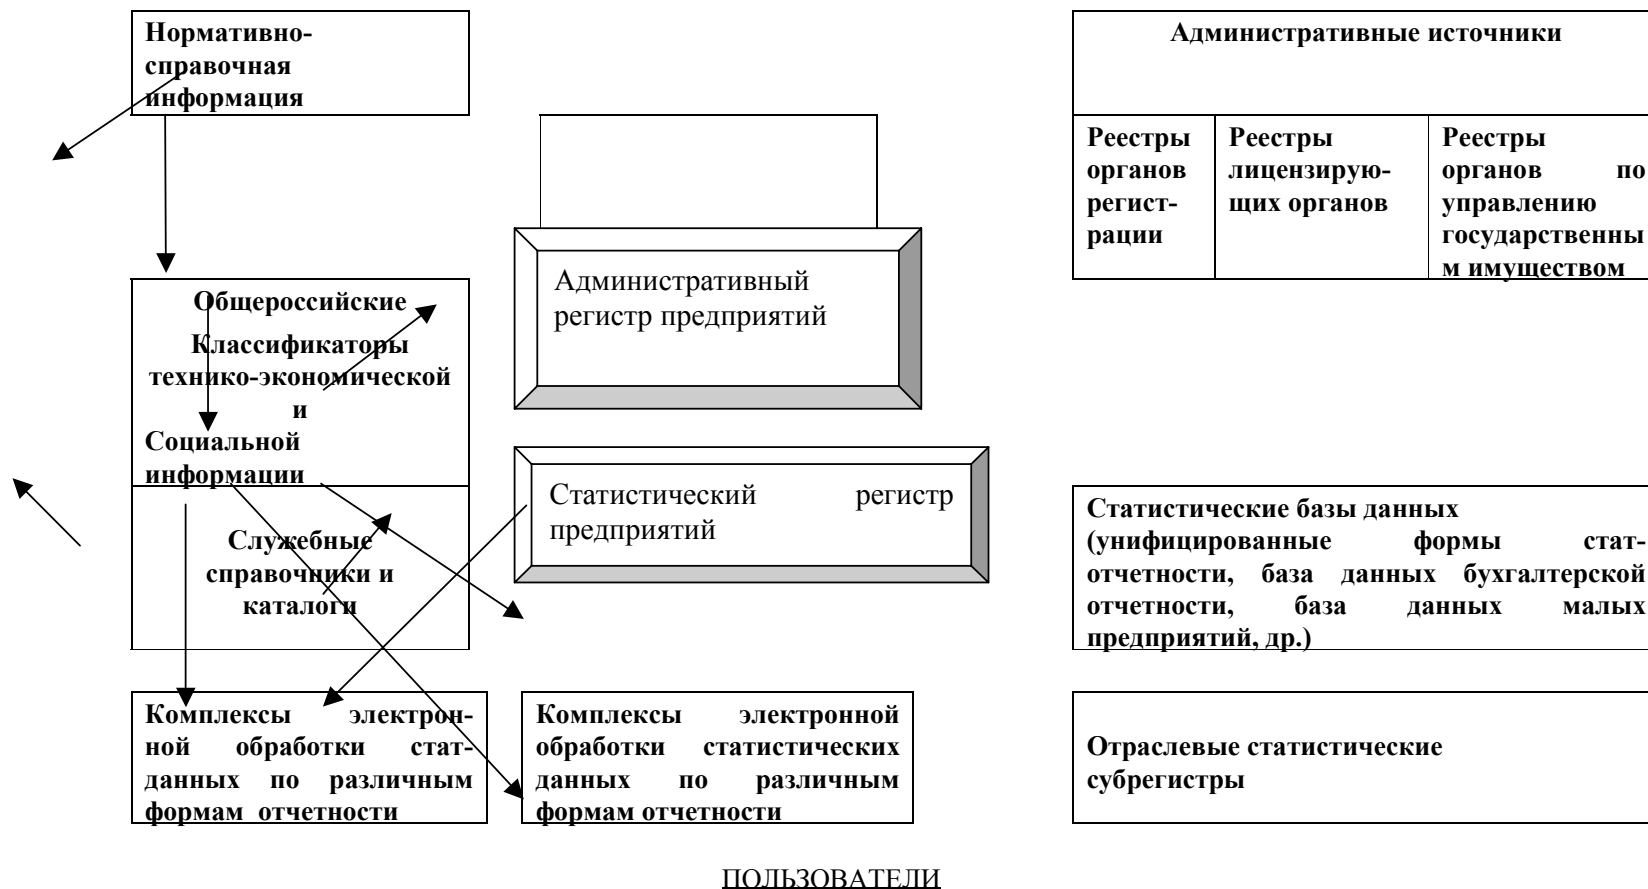 Нормативно-
справочная
информация
Административные источники
Реестры
органов
регист-
рации
Реестры
лицензирую-
щих органов
Реестры
органов по
управлению
государственны
м имуществом
Административный
регистр предприятий
Общероссийские
Классификаторы
технико-экономической
и
Социальной
информации
Статистический регистр
предприятий
Служебные
справочники и
каталоги
Статистические базы данных
(унифицированные формы стат-
отчетности, база данных бухгалтерской
отчетности, база данных малых
предприятий, др.)
Комплексы электрон-
ной обработки стат-
данных по различным
формам отчетности
Комплексы электронной
обработки статистических
данных по различным
формам отчетности
Отраслевые статистические
субрегистры
ПОЛЬЗОВАТЕЛИ